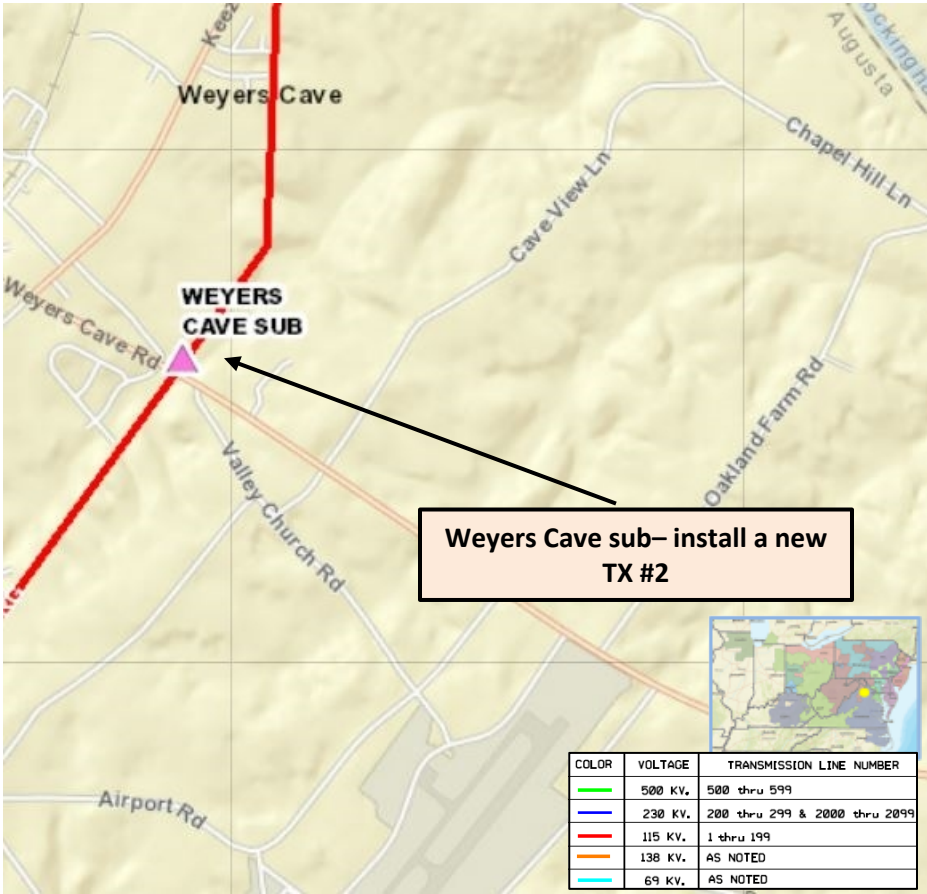 Keez
Augusta
ockingha
Weyers Cave
Chapel Hill Ln
Cave View Ln
WEYERS
CAVE SUB
Weyers Cave Rd
Oakland Farm Rd
Valley Church Rd
Weyers Cave sub– install a new
TX #2
Airport Rd
COLOR VOLTAGE TRANSMISSION LINE NUMBER
500 KV. 500 thru 599
230 KV. 200 thru 299 & 2000 thru 2099
115 KV. 1 thru 199
138 KV. AS NOTED
69 KV. AS NOTED